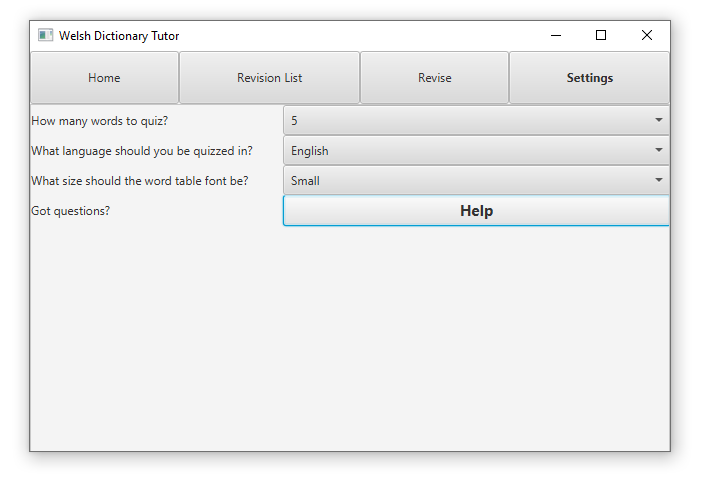 Welsh Dictionary Tutor
Home Revision List Revise Settings
How many words to quiz? 5
What language should you be quizzed in? English
What size should the word table font be? Small
Got questions? Help